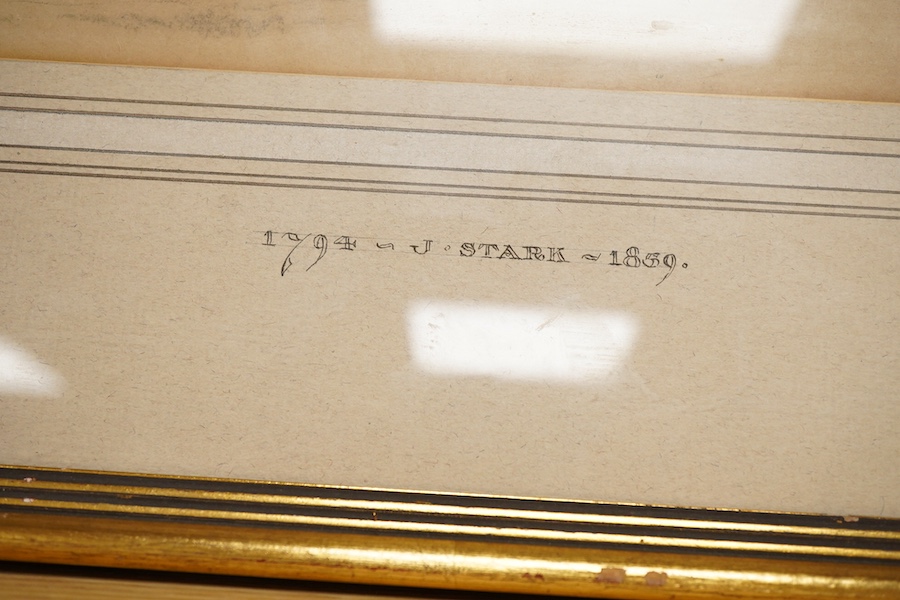 1794 ~ J · STARK ~ 1859.